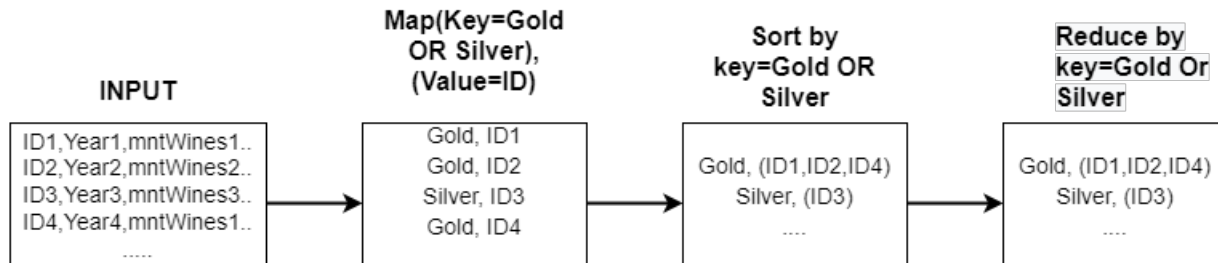 INPUT
ID1,Year1,mntWines1..
ID2,Year2,mntWines2..
ID3,Year3,mntWines3..
ID4,Year4,mntWines1..
.....
Map(Key=Gold
OR Silver),
(Value=ID)
Gold, ID1
Gold, ID2
Silver, ID3
Gold, ID4
Sort by
key=Gold OR
Silver
Gold, (ID1,ID2,ID4)
Silver, (ID3)
....
Reduce by
key=Gold Or
Silver
Gold, (ID1,ID2,ID4)
Silver, (ID3)
....